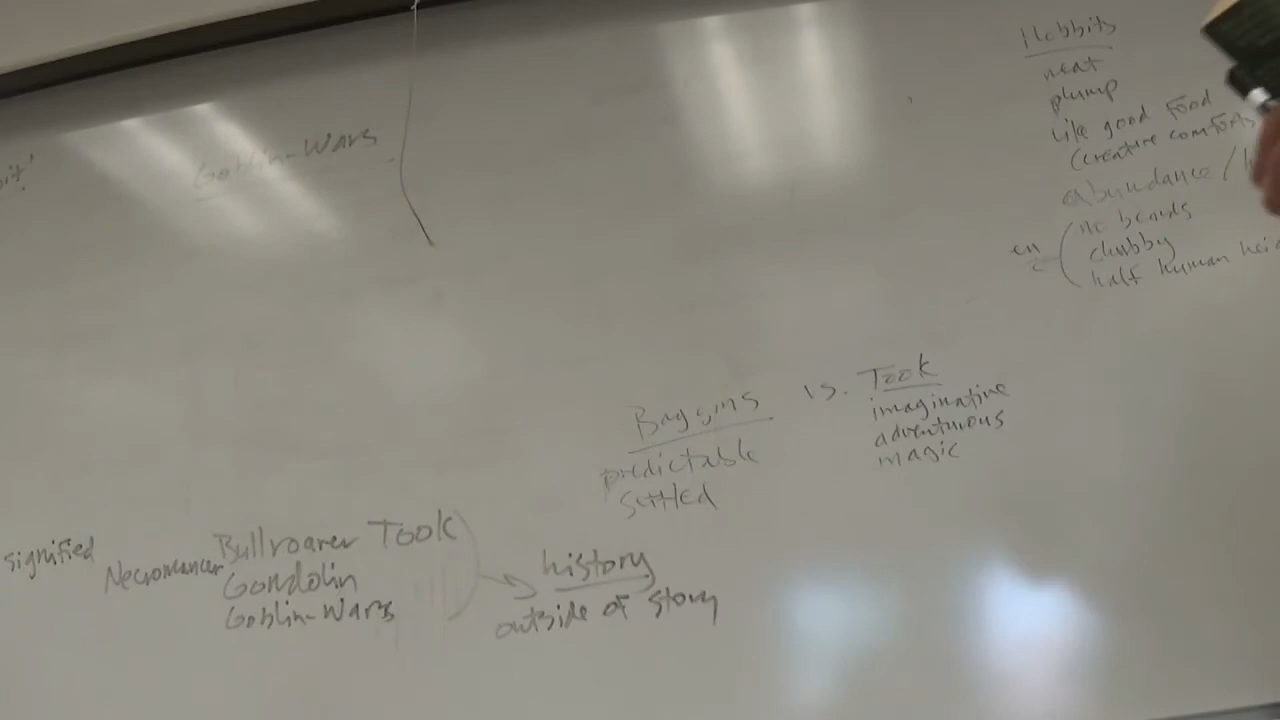 Goblin-Wars
Hobbits
neat
plump
like good food
(creature comforts
abundance /
no beards
chubby
half human
Baggins vs. Took
predictable
settled
imaginative
adventurous
magic
signified
Necromancer
Bullroarer Took
Gondolin
Goblin-Wars
history
outside of story